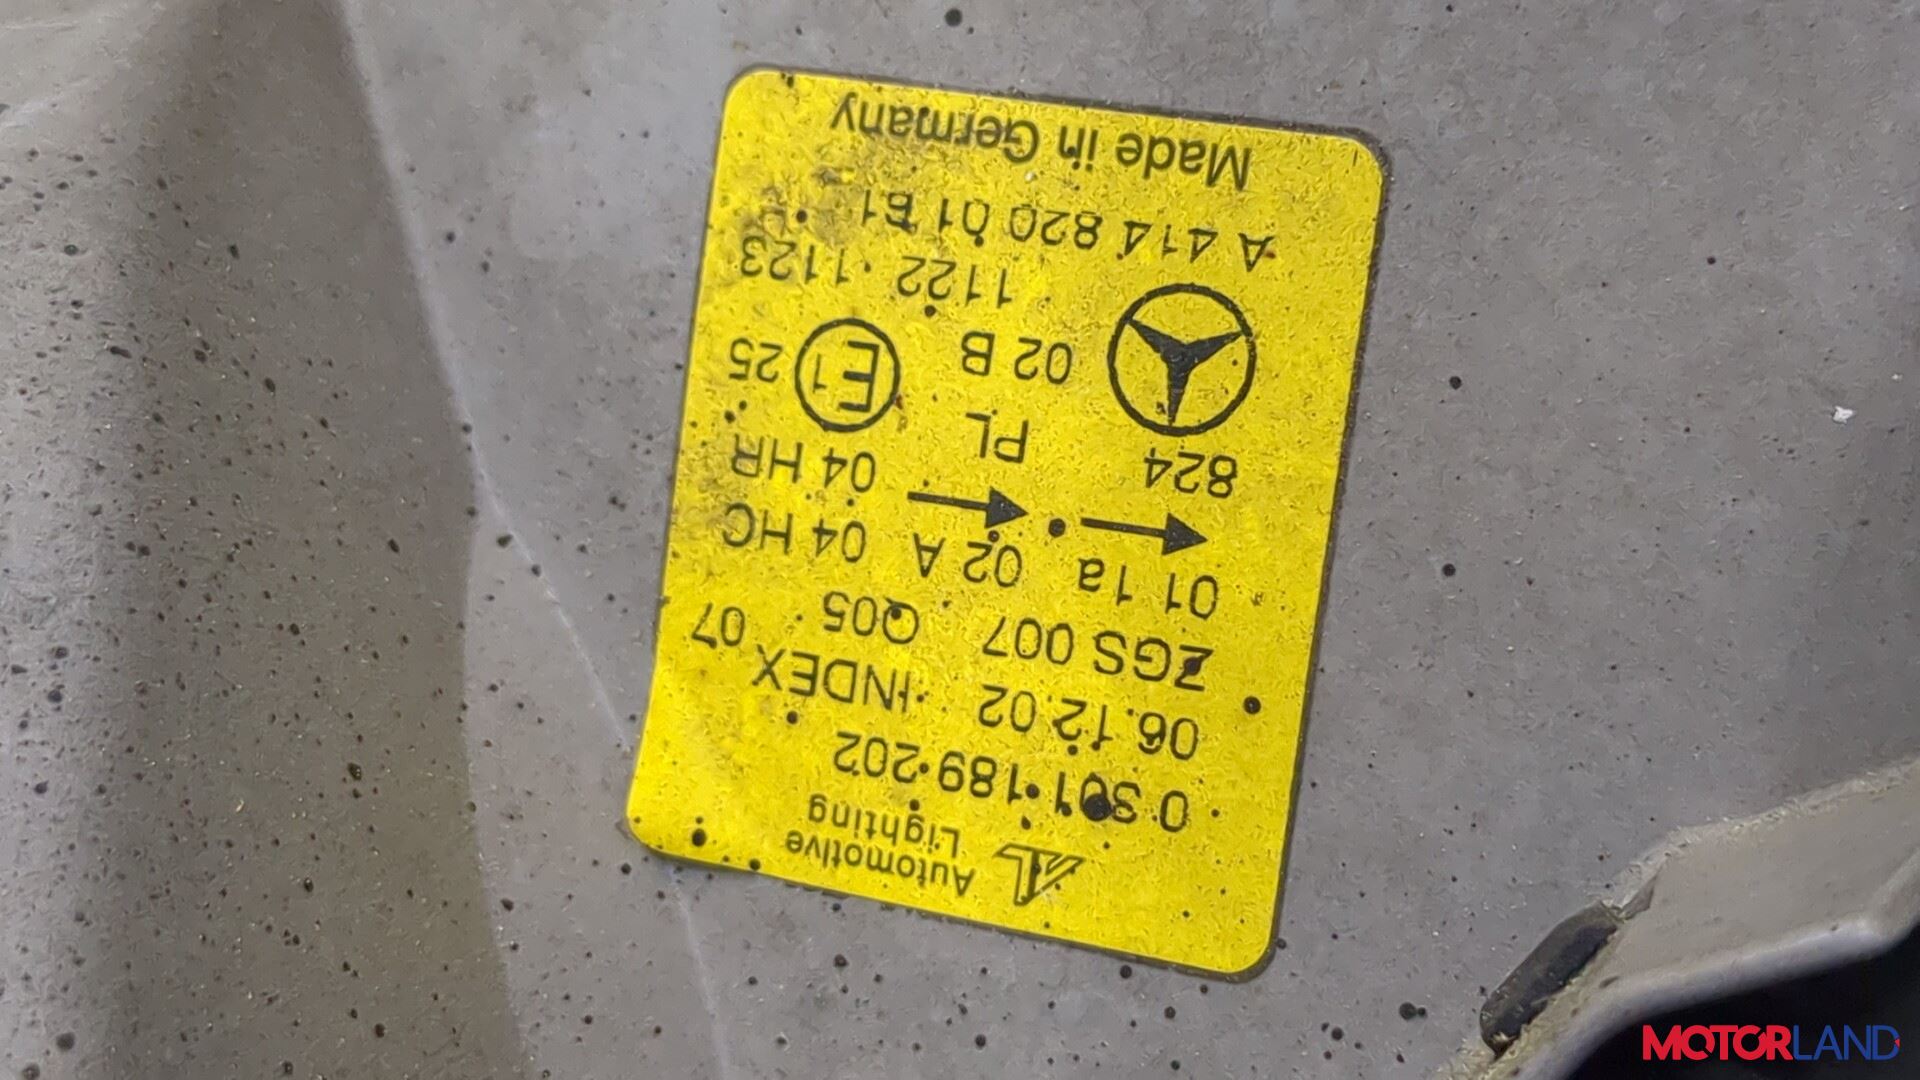 Automotive
Lighting
0 301 189 202
06.12.02 INDEX 07
ZGS 007 Q05
01 1a 02 A 04 HC
04 HR
824 PL
02 B E1 25
1122 1123
A 414 820 01 61
Made in Germany
MOTORLAND